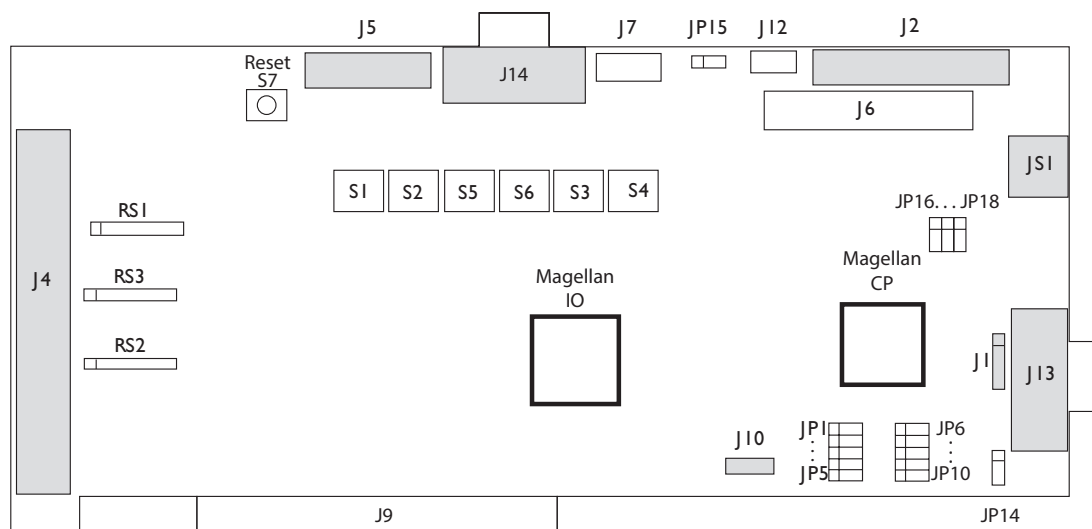 J5
J7
JP15
J12
J2
Reset
S7
J14
J6
JS1
S1
S2
S5
S6
S3
S4
JP16...JP18
RS1
J4
RS3
Magellan
IO
Magellan
CP
RS2
J1
J13
J10
JP1
JP6
JP5
JP10
J9
JP14